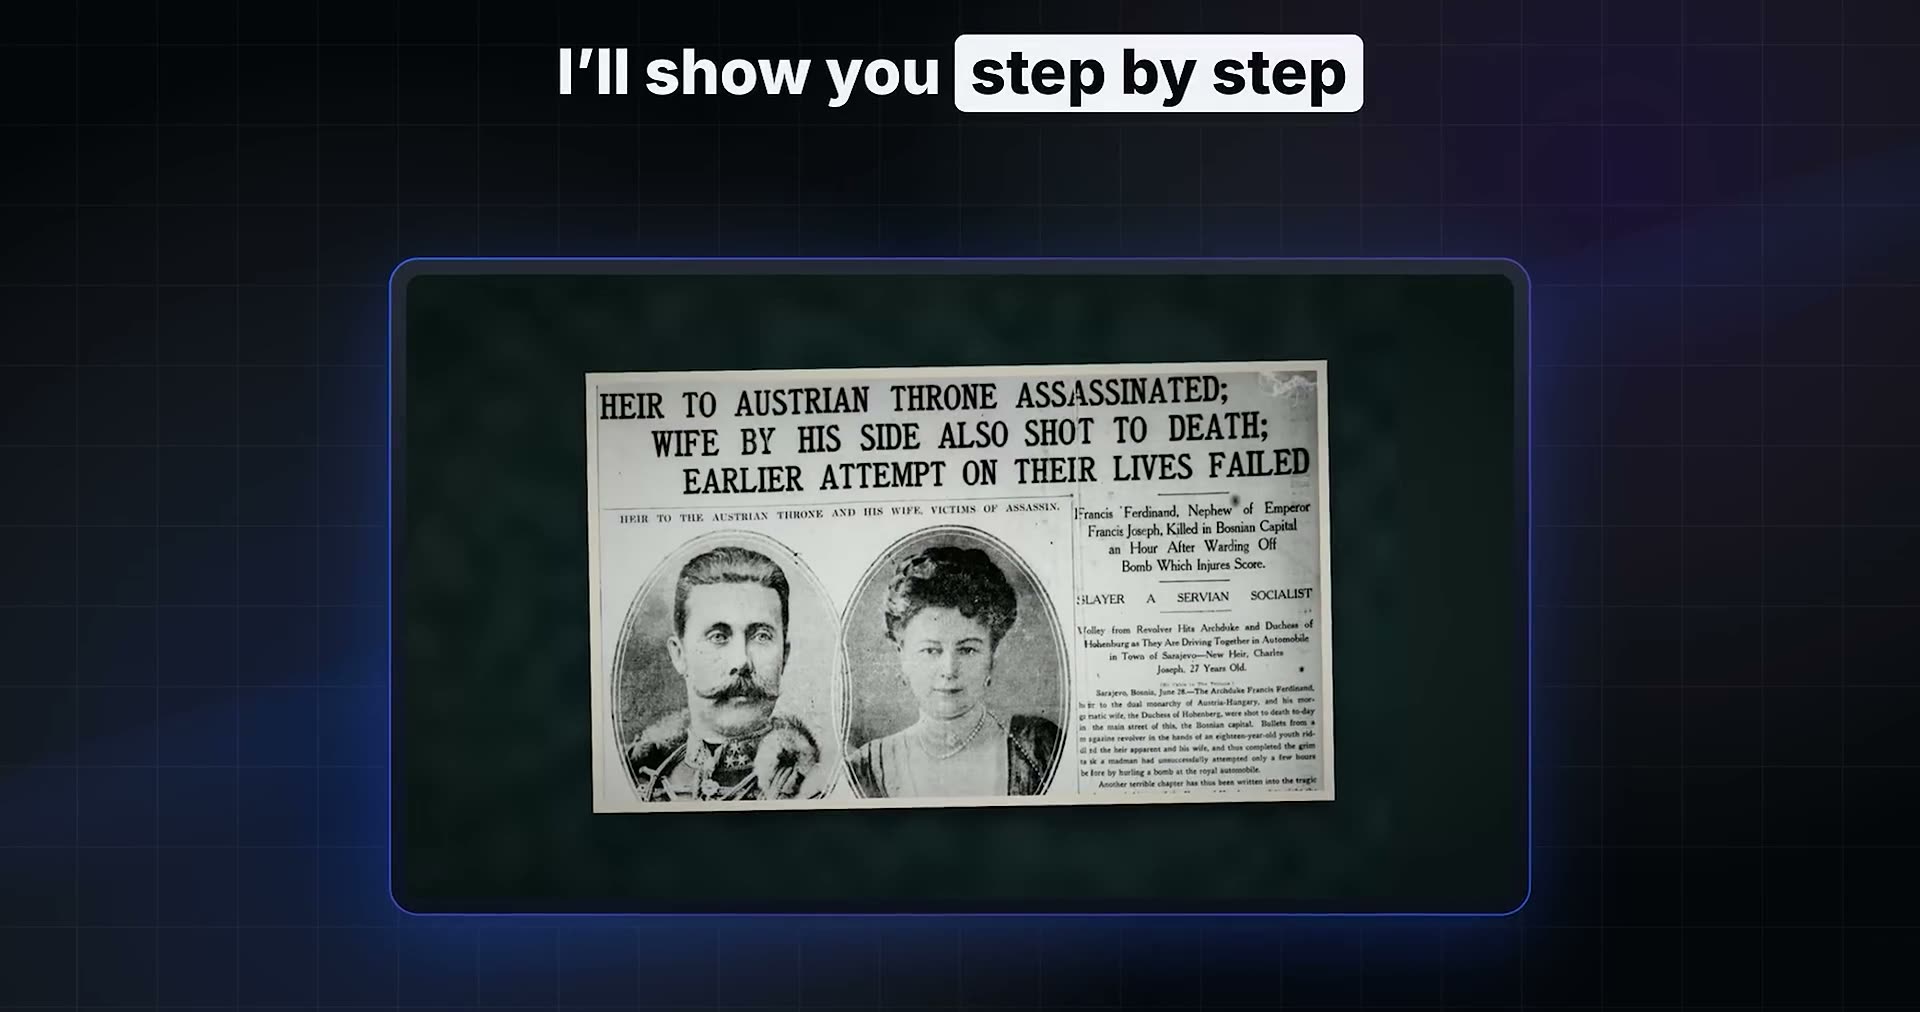 I’ll show you step by step
HEIR TO AUSTRIAN THRONE ASSASSINATED;
WIFE BY HIS SIDE ALSO SHOT TO DEATH;
EARLIER ATTEMPT ON THEIR LIVES FAILED
HEIR TO THE AUSTRIAN THRONE AND HIS WIFE, VICTIMS OF ASSASSIN.
Francis Ferdinand, Nephew of Emperor
Francis Joseph, Killed in Bosnian Capital
an Hour After Warding Off
Bomb Which Injures Score.
SLAYER A SERVIAN SOCIALIST
Volley from Revolver Hits Archduke and Duchess of
Hohenburg as They Are Driving Together in Automobile
in Town of Sarajevo—New Heir, Charles
Joseph, 27 Years Old.
Sarajevo, Bosnia, June 28.—The Archduke Francis Ferdinand,
heir to the dual monarchy of Austria-Hungary, and his mor-
ganatic wife, the Duchess of Hohenberg, were shot to death to-day
in the main street of this, the Bosnian capital. Bullets from a
magazine revolver in the hands of an eighteen-year-old youth rid-
dled the heir apparent and his wife, and thus completed the grim
task a madman had unsuccessfully attempted only a few hours
before by hurling a bomb at the royal automobile.
Another terrible chapter has thus been written into the tragic